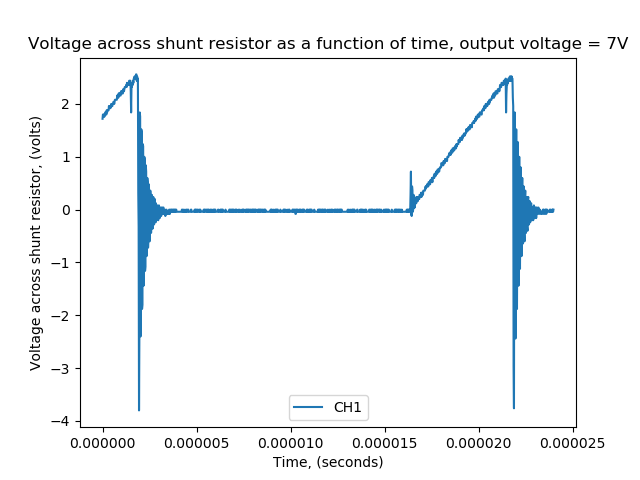 Voltage across shunt resistor as a function of time, output voltage = 7V
Voltage across shunt resistor, (volts)
2
1
0
−1
−2
−3
−4
CH1
0.000000 0.000005 0.000010 0.000015 0.000020 0.000025
Time, (seconds)